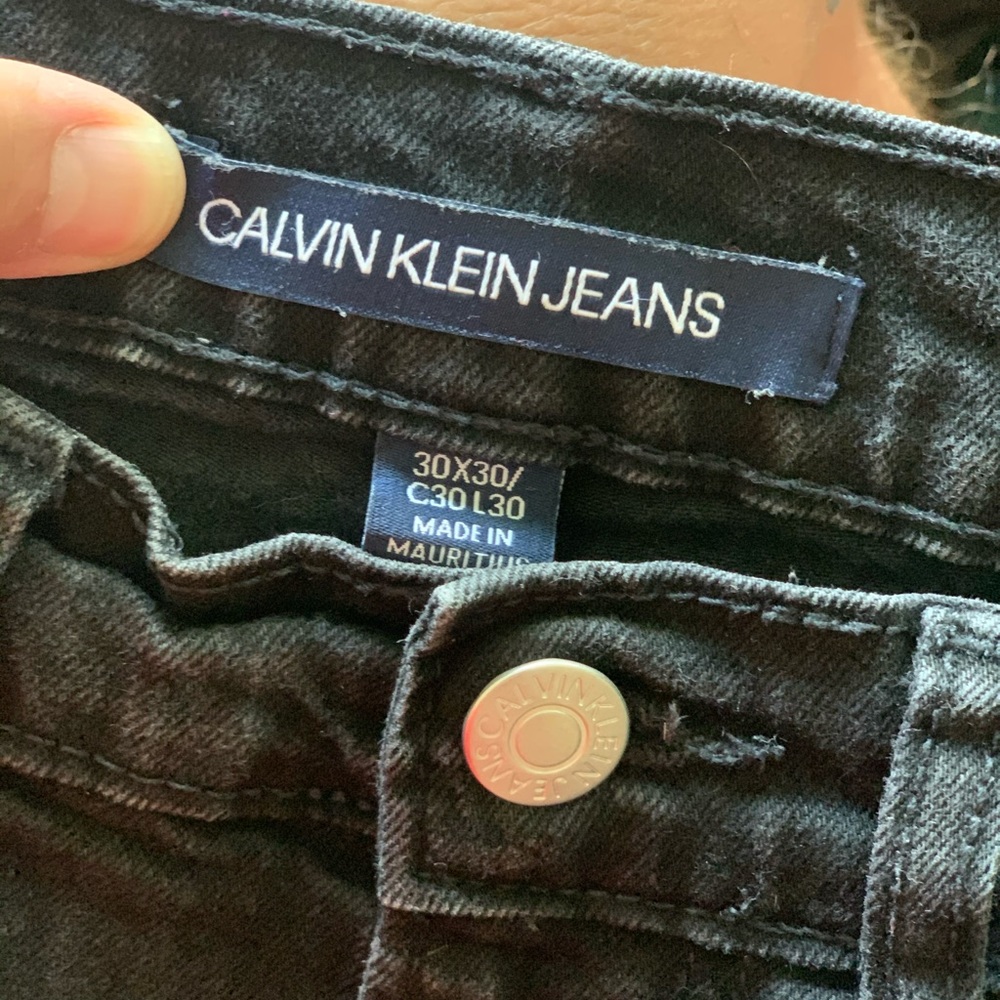 CALVIN KLEIN JEANS
30X30/
C30 L30
MADE IN
MAURITIUS
CALVIN KLEIN JEANS